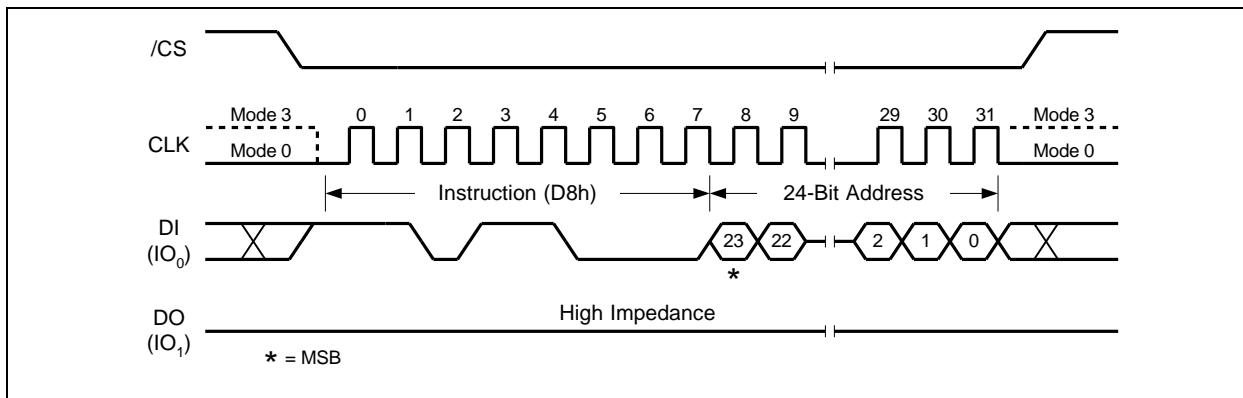 /CS
Mode 3 0 1 2 3 4 5 6 7 8 9 29 30 31 Mode 3
CLK
Mode 0 Mode 0
Instruction (D8h) 24-Bit Address
DI
(IO0)
23 22 2 1 0
*
High Impedance
DO
(IO1)
* = MSB